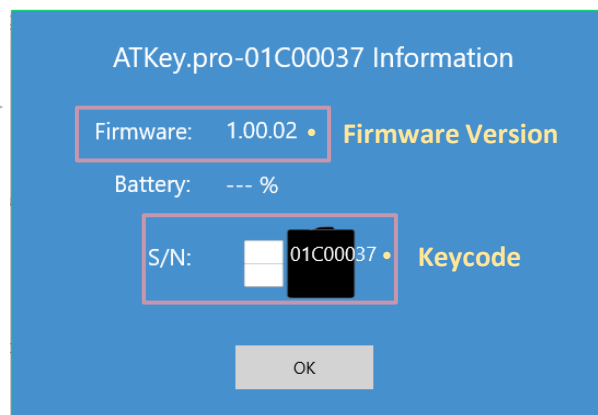 ATKey.pro-01C00037 Information
Firmware: 1.00.02 • Firmware Version
Battery: --- %
S/N: 01C00037 • Keycode
OK